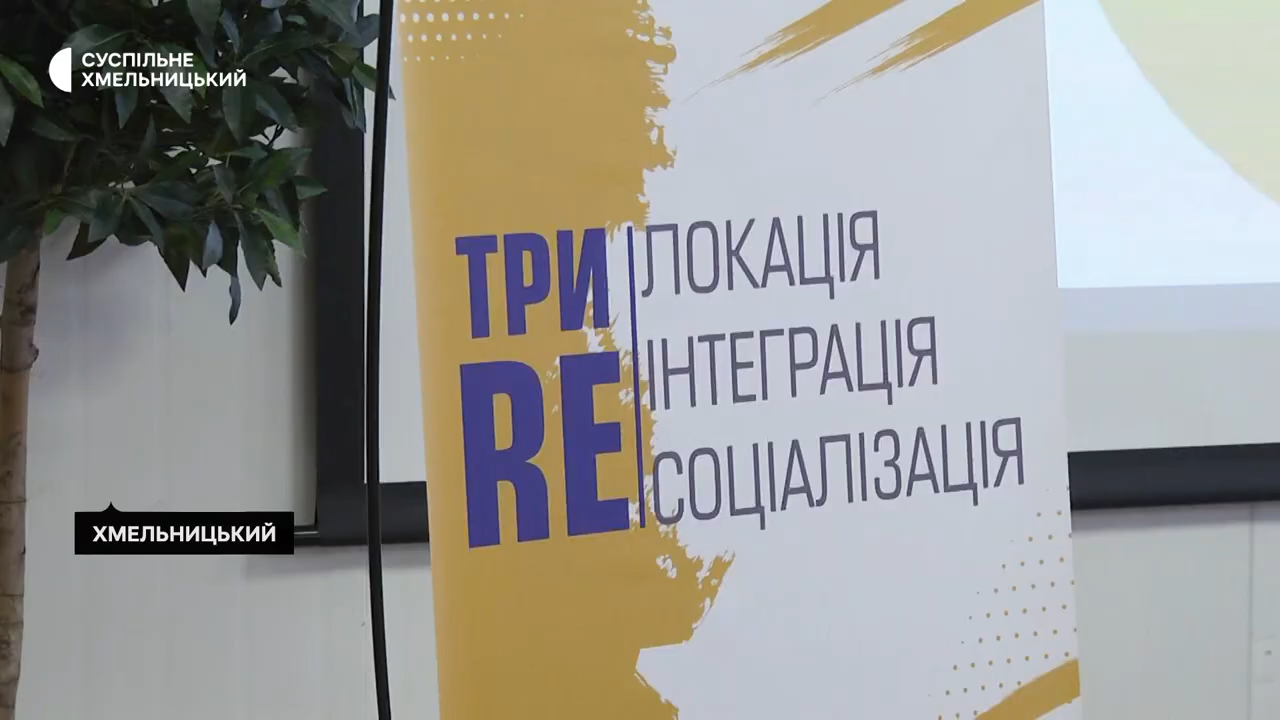 СУСПІЛЬНЕ
ХМЕЛЬНИЦЬКИЙ
ТРИ
RE
ЛОКАЦІЯ
ІНТЕГРАЦІЯ
СОЦІАЛІЗАЦІЯ
ХМЕЛЬНИЦЬКИЙ